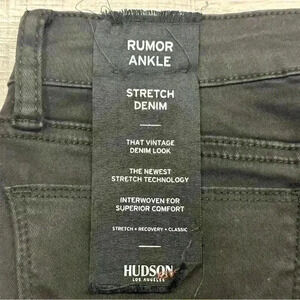 RUMOR
ANKLE
STRETCH
DENIM
THAT VINTAGE
DENIM LOOK
THE NEWEST
STRETCH TECHNOLOGY
INTERWOVEN FOR
SUPERIOR COMFORT
STRETCH + RECOVERY + CLASSIC
HUDSON
LOS ANGELES